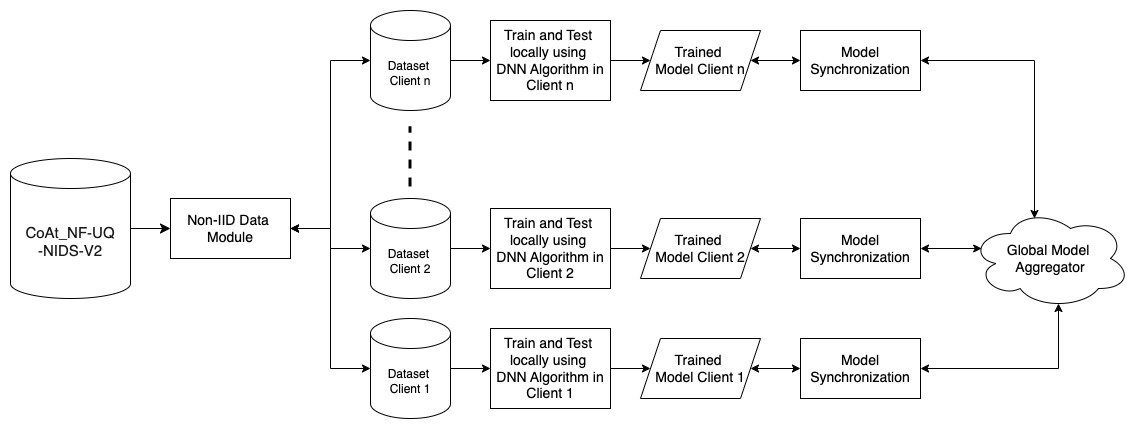 CoAt_NF-UQ
-NIDS-V2
Non-IID Data
Module
Dataset
Client n
Train and Test
locally using
DNN Algorithm in
Client n
Trained
Model Client n
Model
Synchronization
Dataset
Client 2
Train and Test
locally using
DNN Algorithm in
Client 2
Trained
Model Client 2
Model
Synchronization
Global Model
Aggregator
Dataset
Client 1
Train and Test
locally using
DNN Algorithm in
Client 1
Trained
Model Client 1
Model
Synchronization